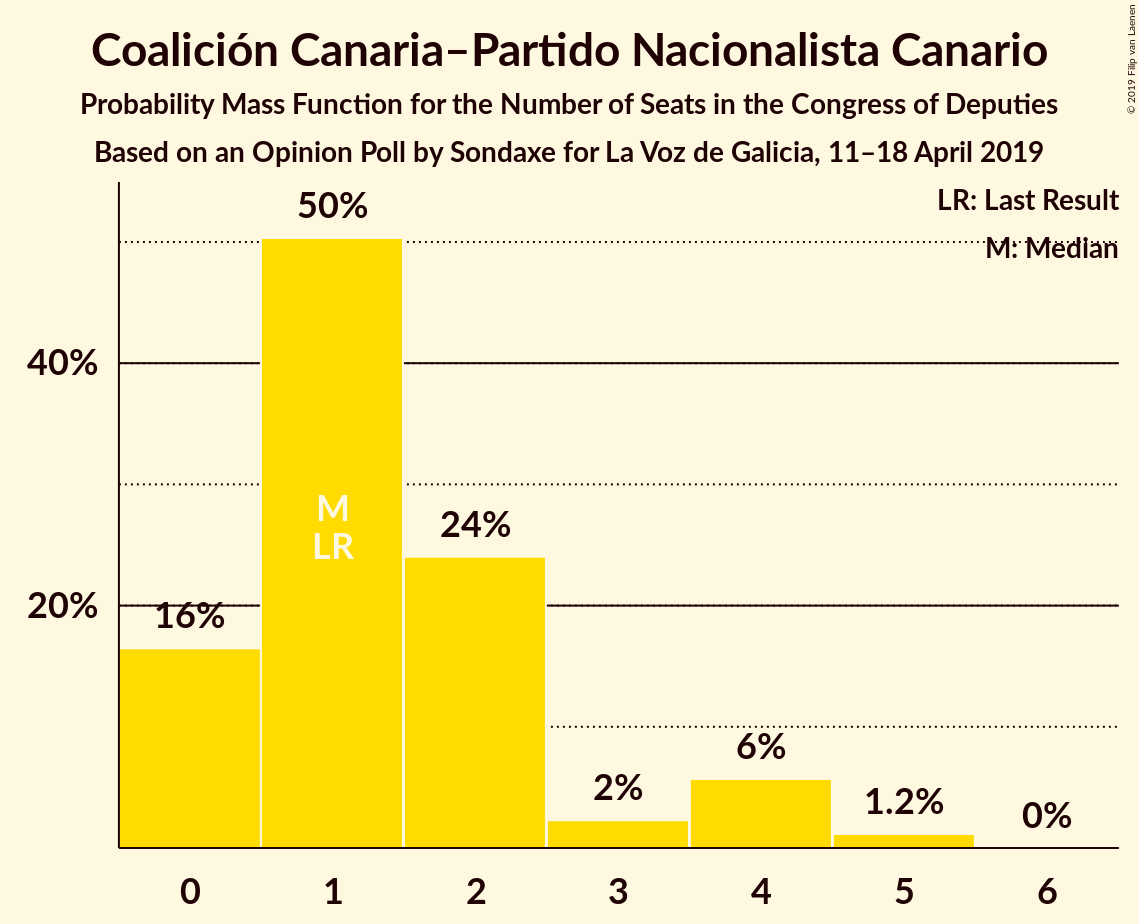 Coalición Canaria–Partido Nacionalista Canario
Probability Mass Function for the Number of Seats in the Congress of Deputies
Based on an Opinion Poll by Sondaxe for La Voz de Galicia, 11–18 April 2019
© 2019 Filip van Laenen
LR: Last Result
M: Median
50%
40%
M
LR
24%
20%
16%
6%
2%
1.2%
0%
0 1 2 3 4 5 6